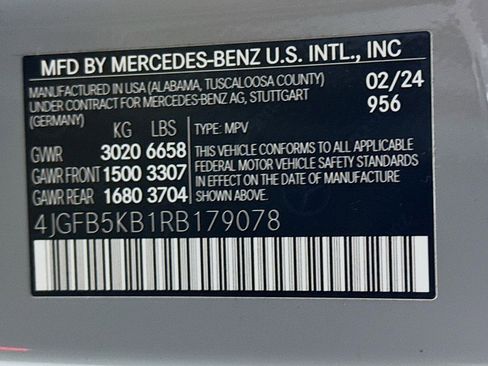 MFD BY MERCEDES-BENZ U.S. INTL., INC
MANUFACTURED IN USA (ALABAMA, TUSCALOOSA COUNTY) 02/24
UNDER CONTRACT FOR MERCEDES-BENZ AG, STUTTGART 956
(GERMANY)
KG LBS TYPE: MPV
GVWR 3020 6658 THIS VEHICLE CONFORMS TO ALL APPLICABLE
GAWR FRONT 1500 3307 FEDERAL MOTOR VEHICLE SAFETY STANDARDS
IN EFFECT ON THE DATE OF MANUFACTURE
GAWR REAR 1680 3704 SHOWN ABOVE.
4JGFB5KB1RB179078